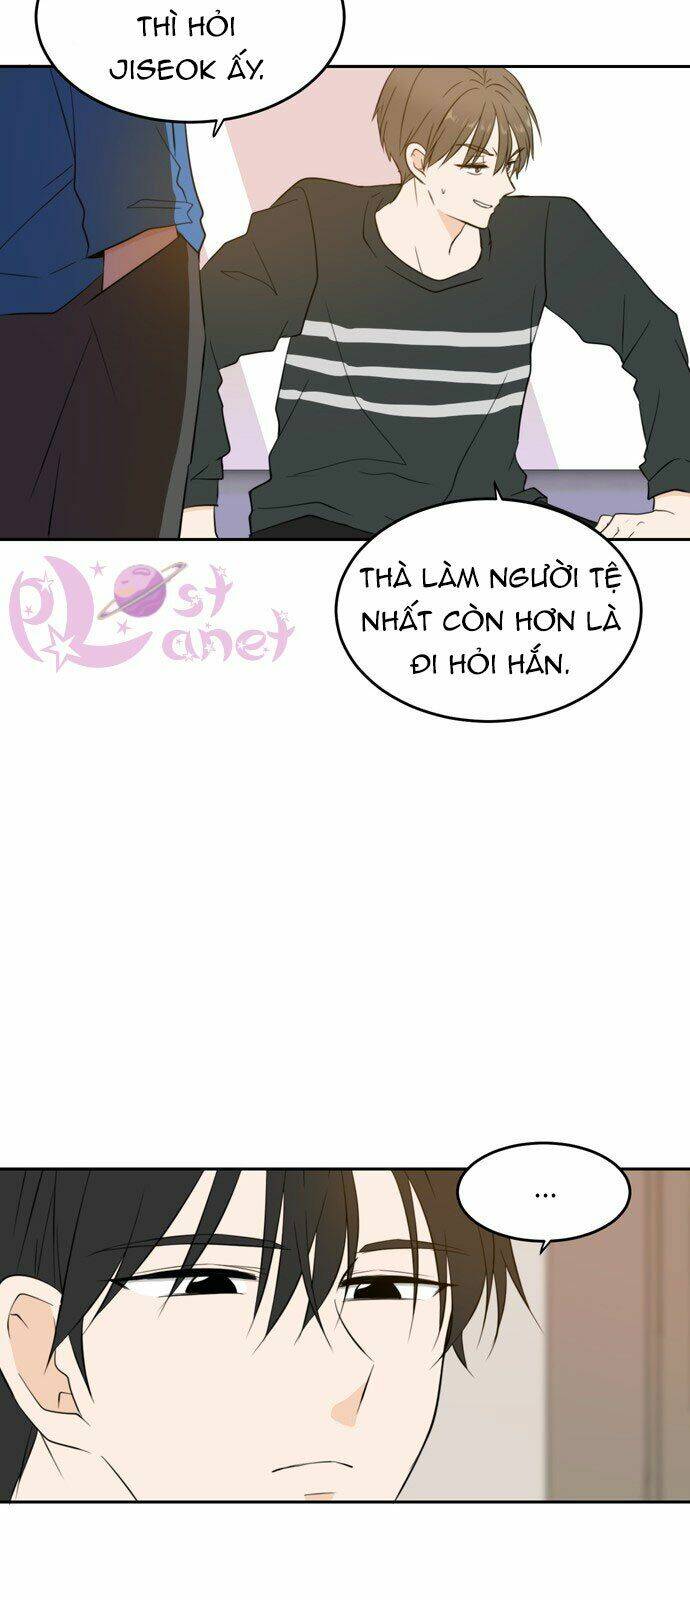 THÌ HỎI
JISEOK ẤY.
THÀ LÀM NGƯỜI TỆ
NHẤT CÒN HƠN LÀ
ĐI HỎI HẮN.
Lost
pLanet
...